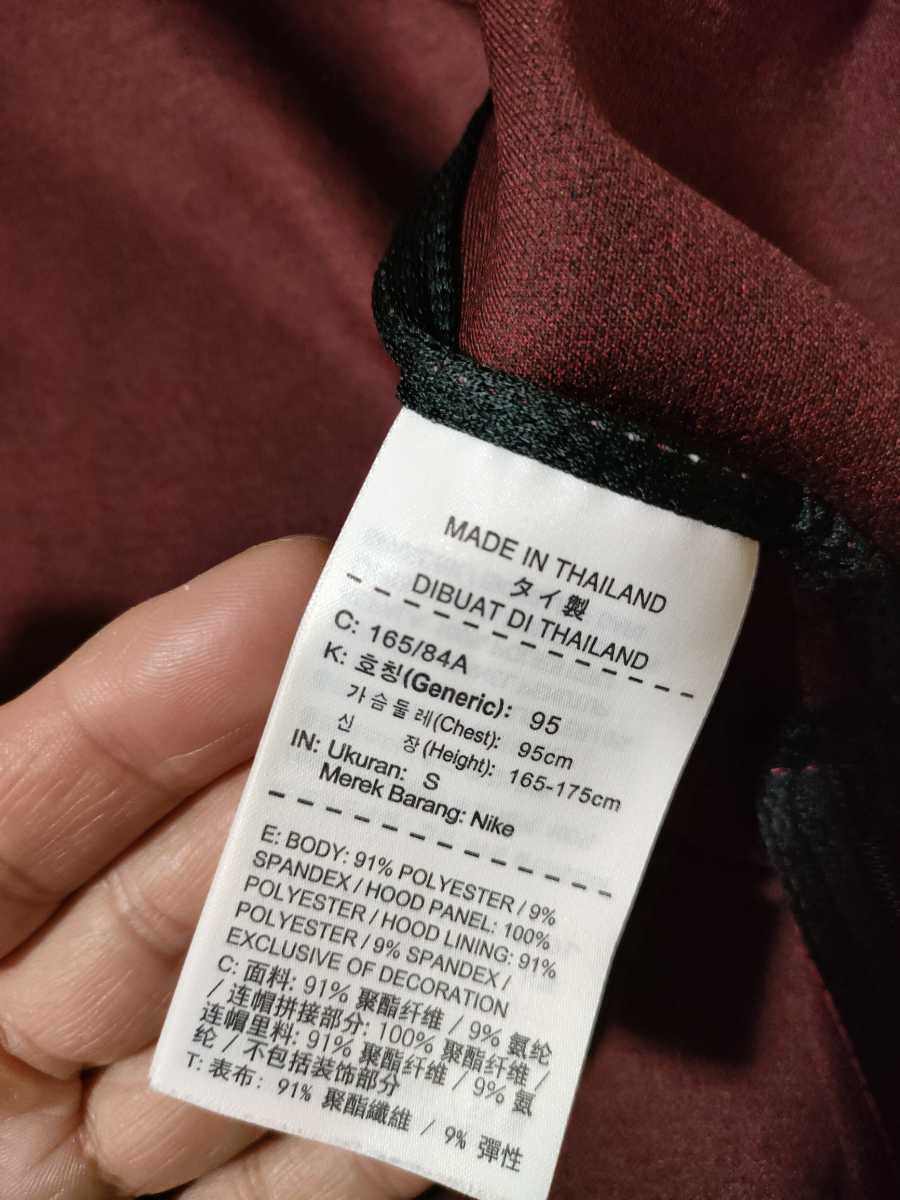 MADE IN THAILAND
タイ製
DIBUAT DI THAILAND
C: 165/84A
K: 호칭(Generic): 95
가슴둘레(Chest): 95cm
신 장(Height): 165-175cm
IN: Ukuran: S
Merek Barang: Nike
E: BODY: 91% POLYESTER / 9%
SPANDEX / HOOD PANEL: 100%
POLYESTER / HOOD LINING: 91%
POLYESTER / 9% SPANDEX /
EXCLUSIVE OF DECORATION
C: 面料: 91% 聚酯纤维 / 9% 氨纶
/ 连帽拼接部分: 100% 聚酯纤维 /
连帽里料: 91% 聚酯纤维 / 9% 氨
纶 / 不包括装饰部分
T: 表布: 91% 聚酯纖維 / 9% 彈性